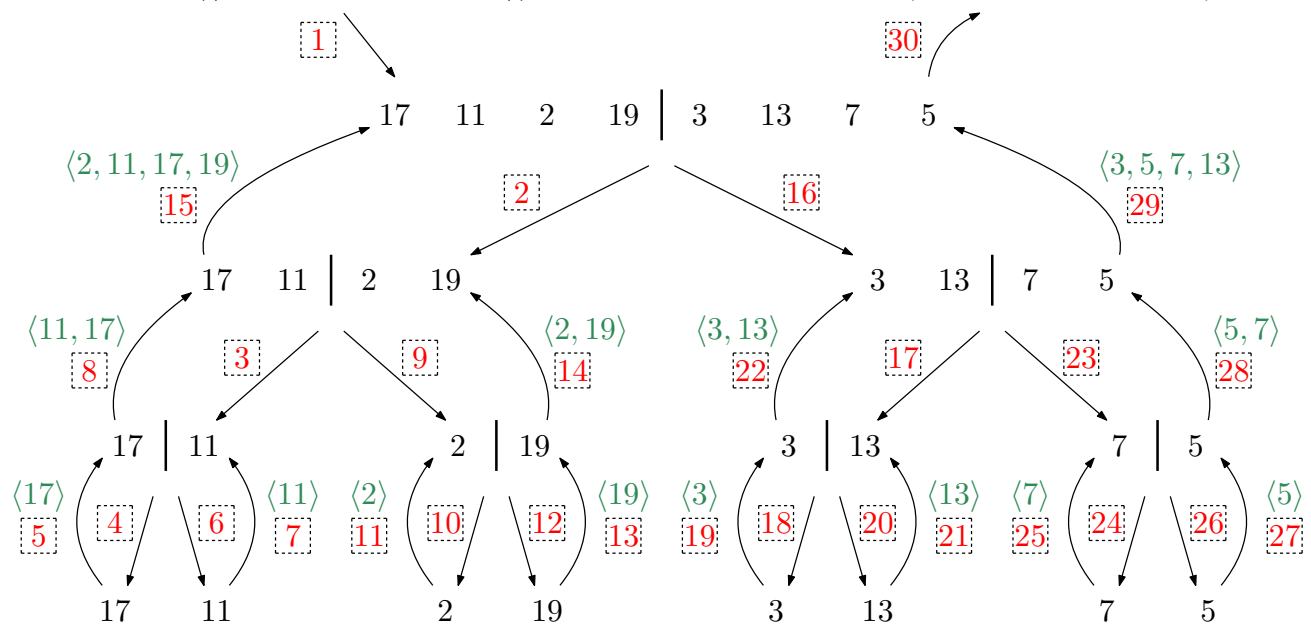 1 30
17 11 2 19 3 13 7 5
⟨2, 11, 17, 19⟩ ⟨3, 5, 7, 13⟩
15 2 16 29
17 11 2 19 3 13 7 5
⟨11, 17⟩ ⟨2, 19⟩ ⟨3, 13⟩ ⟨5, 7⟩
8 3 9 14 22 17 23 28
17 11 2 19 3 13 7 5
⟨17⟩ ⟨11⟩ ⟨2⟩ ⟨19⟩ ⟨3⟩ ⟨13⟩ ⟨7⟩ ⟨5⟩
5 4 6 7 11 10 12 13 19 18 20 21 25 24 26 27
17 11 2 19 3 13 7 5